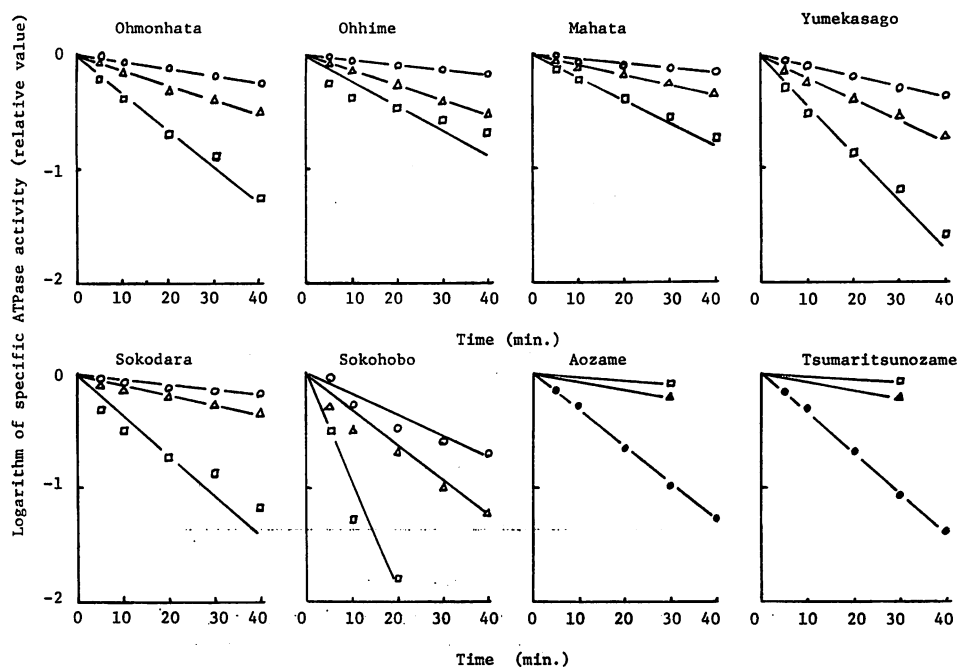 Ohmonhata
Ohhime
Mahata
Yumekasago
Logarithm of specific ATPase activity (relative value)
0
-1
-2
0 10 20 30 40
0 10 20 30 40
0 10 20 30 40
0 10 20 30 40
Time (min.)
Sokodara
Sokohobo
Aozame
Tsumaritsunozame
0
-1
-2
0 10 20 30 40
0 10 20 30 40
0 10 20 30 40
0 10 20 30 40
Time (min.)